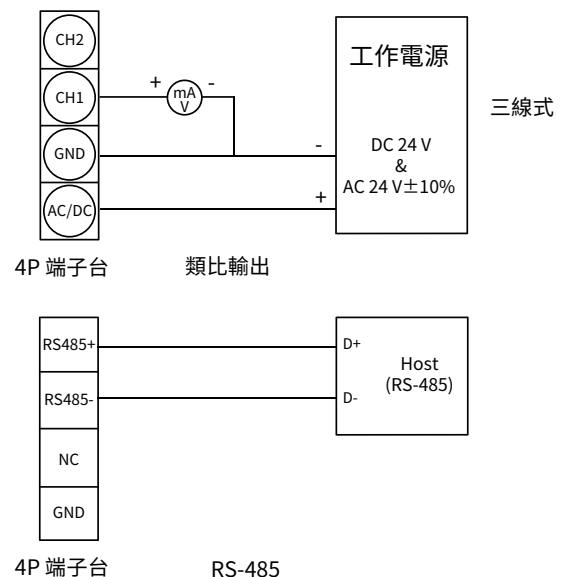 CH2
CH1
GND
AC/DC
+
mA
V
-
-
+
工作電源
DC 24 V
&
AC 24 V±10%
三線式
4P 端子台
類比輸出
RS485+
RS485-
NC
GND
D+
D-
Host
(RS-485)
4P 端子台
RS-485